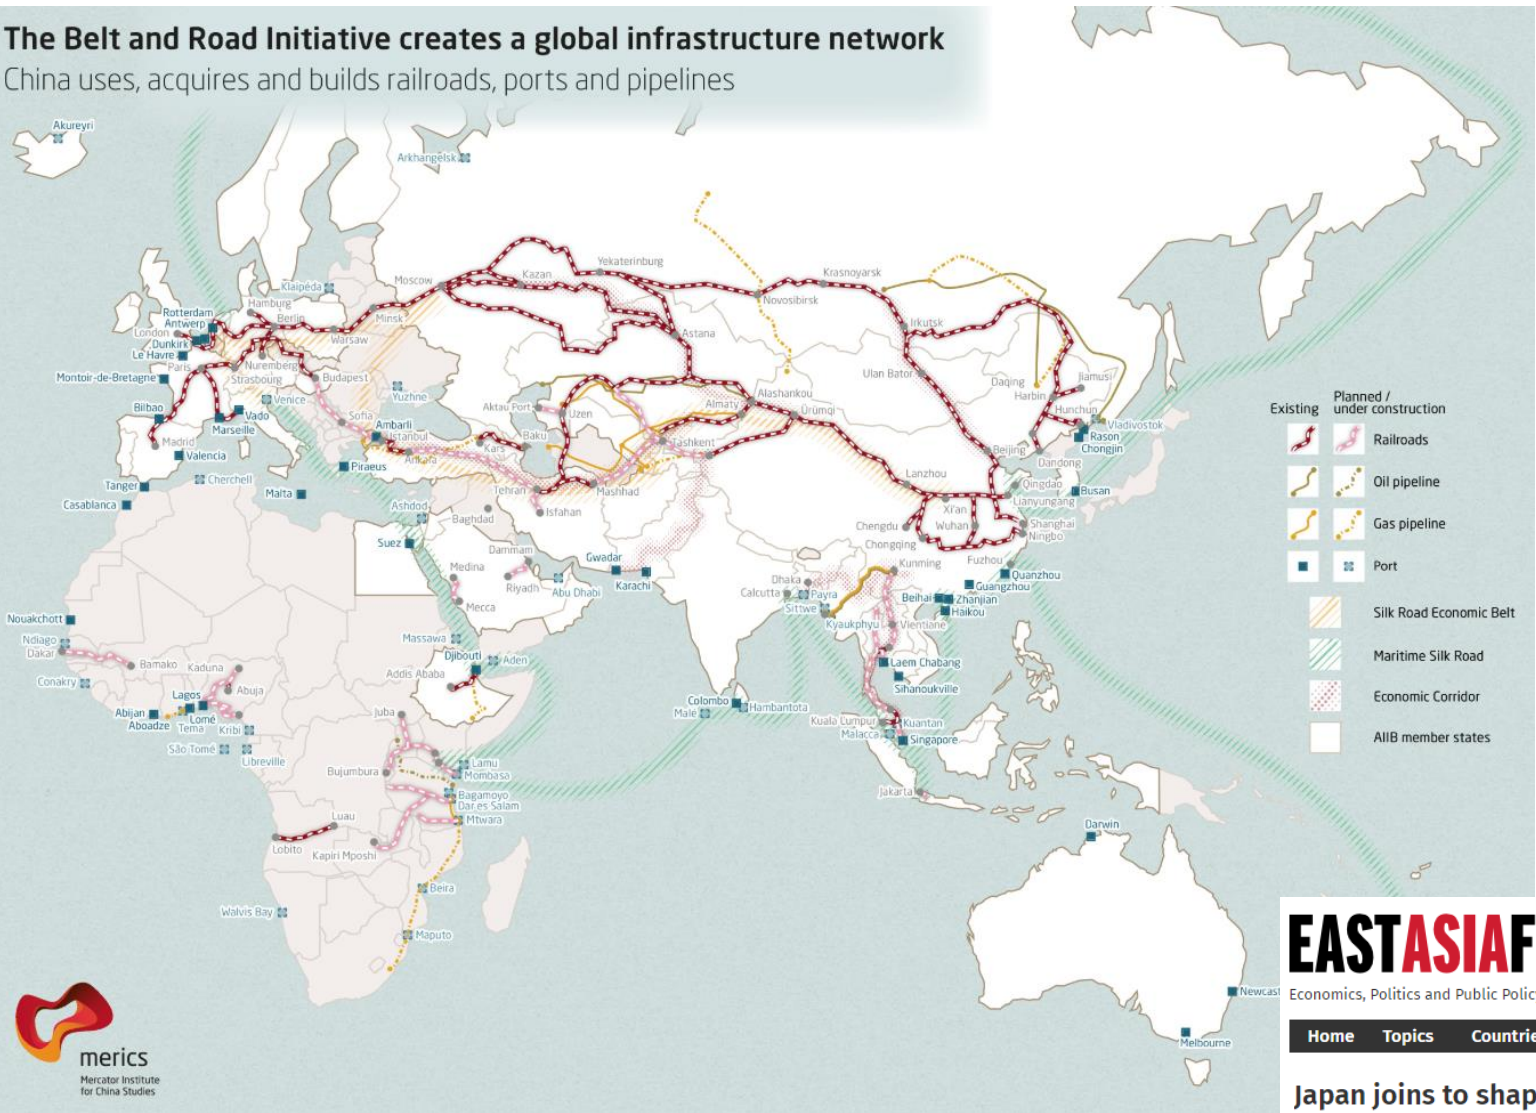 The Belt and Road Initiative creates a global infrastructure network
China uses, acquires and builds railroads, ports and pipelines
Akureyri
Arkhangelsk
Moscow
Kazan
Yekaterinburg
Krasnoyarsk
Novosibirsk
Klaipėda
Hamburg
Berlin
Minsk
Warsaw
Rotterdam
Antwerp
London
Dunkirk
Le Havre
Paris
Nuremberg
Strasbourg
Montoir-de-Bretagne
Budapest
Irkutsk
Astana
Ulan Bator
Daqing
Jiamusi
Harbin
Hunchun
Vladivostok
Rason
Chongjin
Yuzhne
Venice
Vado
Bilbao
Marseille
Madrid
Valencia
Sofia
Ambarli
Istanbul
Ankara
Aktau Port
Uzen
Alashankou
Almaty
Ürümqi
Kars
Baku
Tashkent
Beijing
Dandong
Piraeus
Cherchell
Tanger
Casablanca
Malta
Tehran
Mashhad
Isfahan
Lanzhou
Qingdao
Lianyungang
Busan
Ashdod
Baghdad
Xi'an
Chengdu
Wuhan
Shanghai
Ningbo
Chongqing
Suez
Dammam
Medina
Riyadh
Abu Dhabi
Mecca
Gwadar
Karachi
Dhaka
Calcutta
Payra
Sittwe
Kyaukphyu
Kunming
Fuzhou
Quanzhou
Guangzhou
Beihai
Zhanjian
Haikou
Vientiane
Nouakchott
Ndiago
Dakar
Bamako
Kaduna
Conakry
Abuja
Lagos
Abijan
Aboadze
Lomé
Tema
Kribi
São Tomé
Libreville
Massawa
Djibouti
Aden
Addis Ababa
Juba
Laem Chabang
Sihanoukville
Colombo
Hambantota
Malé
Kuala Lumpur
Kuantan
Malacca
Singapore
Jakarta
Bujumbura
Lamu
Mombasa
Bagamoyo
Dar es Salam
Mtwara
Luau
Lobito
Kapiri Mposhi
Beira
Walvis Bay
Maputo
Darwin
Newcast
Melbourne
Existing
Planned /
under construction
Railroads
Oil pipeline
Gas pipeline
Port
Silk Road Economic Belt
Maritime Silk Road
Economic Corridor
AIIB member states
merics
Mercator Institute
for China Studies
EASTASIAF
Economics, Politics and Public Polic
Home Topics Countrie
Japan joins to shap